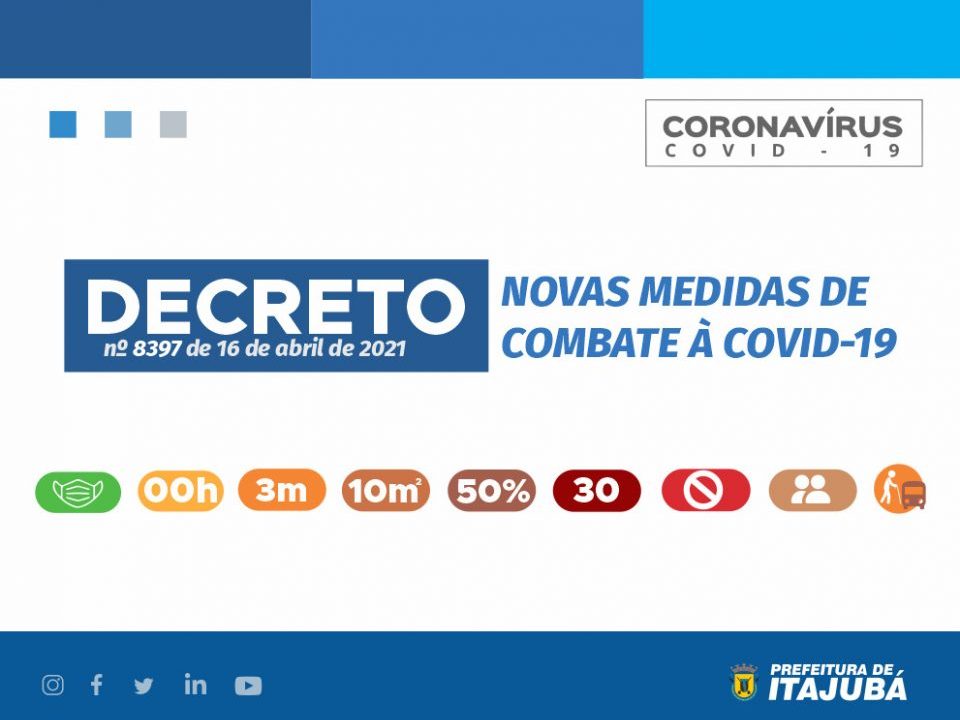 CORONAVÍRUS
COVID - 19
DECRETO
nº 8397 de 16 de abril de 2021
NOVAS MEDIDAS DE
COMBATE À COVID-19
00h
3m
10m²
50%
30
PREFEITURA DE
ITAJUBÁ